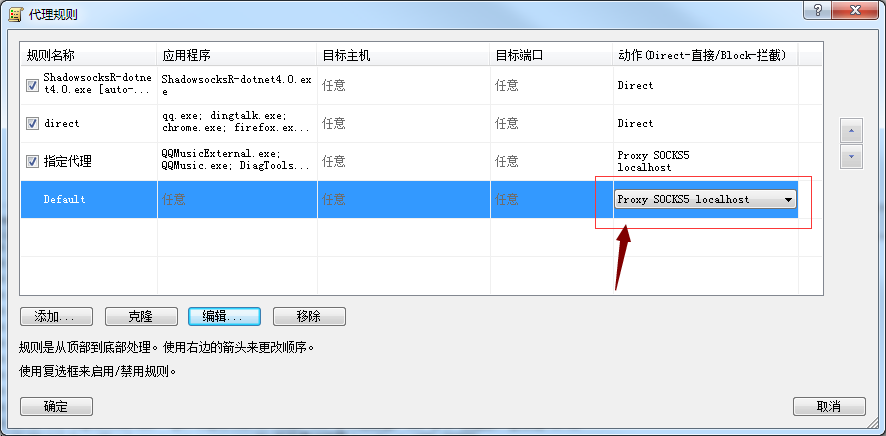 代理规则
规则名称 应用程序 目标主机 目标端口 动作(Direct-直接/Block-拦截)
ShadowsocksR-dotne ShadowsocksR-dotnet4.0.ex
t4.0.exe [auto-... e 任意 任意 Direct
direct qq.exe; dingtalk.exe; 任意 任意 Direct
chrome.exe; firefox.ex...
指定代理 QQMusicExternal.exe; 任意 任意 Proxy SOCKS5
QQMusic.exe; DiagTools... localhost
Default 任意 任意 任意 Proxy SOCKS5 localhost
添加... 克隆 编辑... 移除
规则是从顶部到底部处理。使用右边的箭头来更改顺序。
使用复选框来启用/禁用规则。
确定 取消